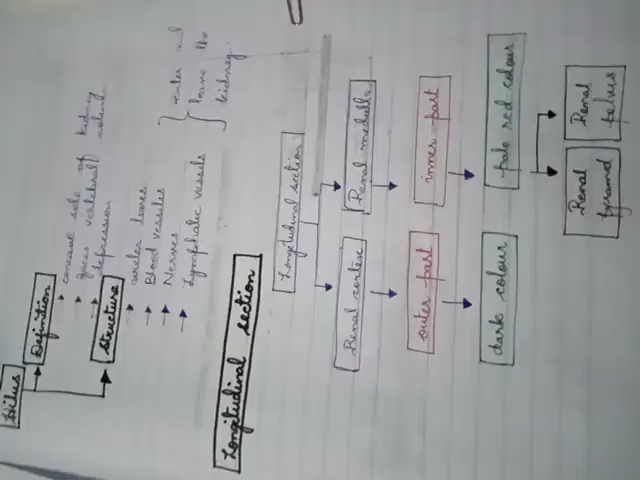 Hilus
Definition
→ concave side of kidney
→ faces vertebral column
→ depression
Structure
→ ureter leaves
→ Blood vessels
→ Nerves
→ Lymphatic vessels
enter and
leave the
kidney.
Longitudinal section
Longitudinal section
Renal cortex
Renal medulla
outer part
inner part
dark colour
pale red colour
Renal
pyramid
Renal
pelvis